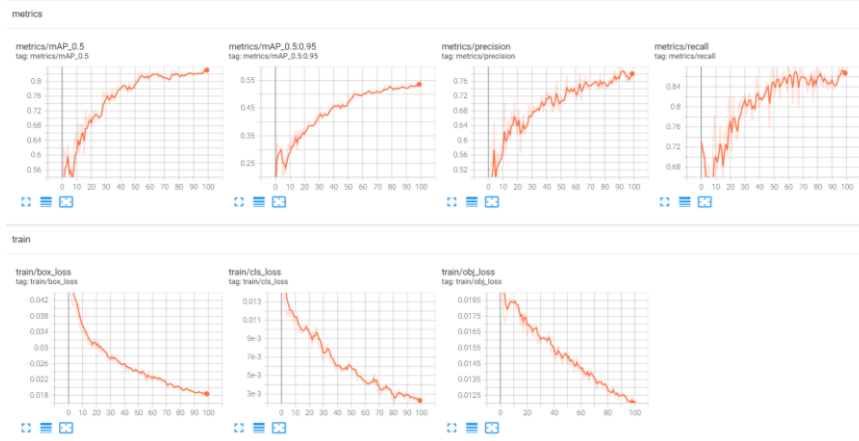 metrics
metrics/mAP_0.5
tag: metrics/mAP_0.5
0.8
0.76
0.72
0.68
0.64
0.6
0.56
0 10 20 30 40 50 60 70 80 90 100
metrics/mAP_0.5:0.95
tag: metrics/mAP_0.5:0.95
0.55
0.45
0.35
0.25
0 10 20 30 40 50 60 70 80 90 100
metrics/precision
tag: metrics/precision
0.76
0.72
0.68
0.64
0.6
0.56
0.52
0 10 20 30 40 50 60 70 80 90 100
metrics/recall
tag: metrics/recall
0.84
0.8
0.76
0.72
0.68
0 10 20 30 40 50 60 70 80 90 100
train
train/box_loss
tag: train/box_loss
0.042
0.038
0.034
0.03
0.026
0.022
0.018
0 10 20 30 40 50 60 70 80 90 100
train/cls_loss
tag: train/cls_loss
0.013
0.011
9e-3
7e-3
5e-3
3e-3
0 10 20 30 40 50 60 70 80 90 100
train/obj_loss
tag: train/obj_loss
0.0185
0.0175
0.0165
0.0155
0.0145
0.0135
0.0125
0 20 40 60 80 100